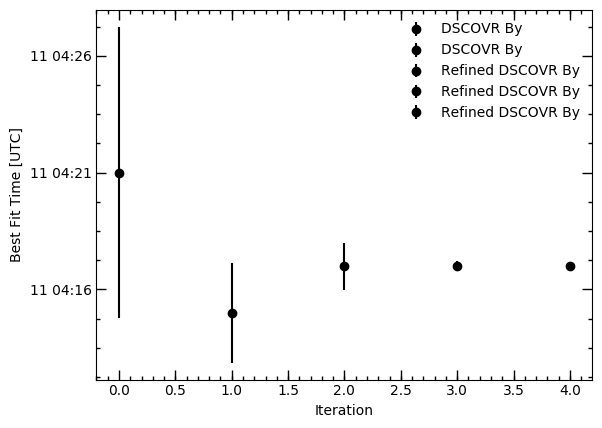 DSCOVR By
DSCOVR By
Refined DSCOVR By
Refined DSCOVR By
Refined DSCOVR By
11 04:26
11 04:21
11 04:16
Best Fit Time [UTC]
0.0 0.5 1.0 1.5 2.0 2.5 3.0 3.5 4.0
Iteration